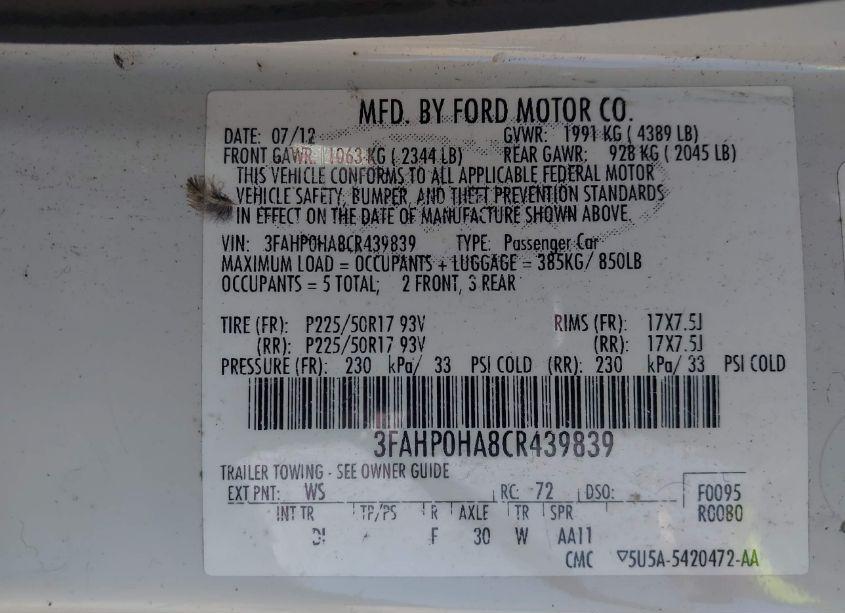 MFD. BY FORD MOTOR CO.
DATE: 07/12 GVWR: 1991 KG ( 4389 LB)
FRONT GAWR: 1063 KG ( 2344 LB) REAR GAWR: 928 KG ( 2045 LB)
THIS VEHICLE CONFORMS TO ALL APPLICABLE FEDERAL MOTOR
VEHICLE SAFETY, BUMPER, AND THEFT PREVENTION STANDARDS
IN EFFECT ON THE DATE OF MANUFACTURE SHOWN ABOVE.
VIN: 3FAHP0HA8CR439839 TYPE: Passenger Car
MAXIMUM LOAD = OCCUPANTS + LUGGAGE = 385KG/ 850LB
OCCUPANTS = 5 TOTAL; 2 FRONT, 3 REAR
TIRE (FR): P225/50R17 93V RIMS (FR): 17X7.5J
(RR): P225/50R17 93V (RR): 17X7.5J
PRESSURE (FR): 230 kPa/ 33 PSI COLD (RR): 230 kPa/ 33 PSI COLD
3FAHP0HA8CR439839
TRAILER TOWING - SEE OWNER GUIDE
EXT PNT: WS RC: 72 DSO: F0095
INT TR TP/PS R AXLE TR SPR R0080
F 30 W AA11
CMC ▽5U5A-5420472-AA